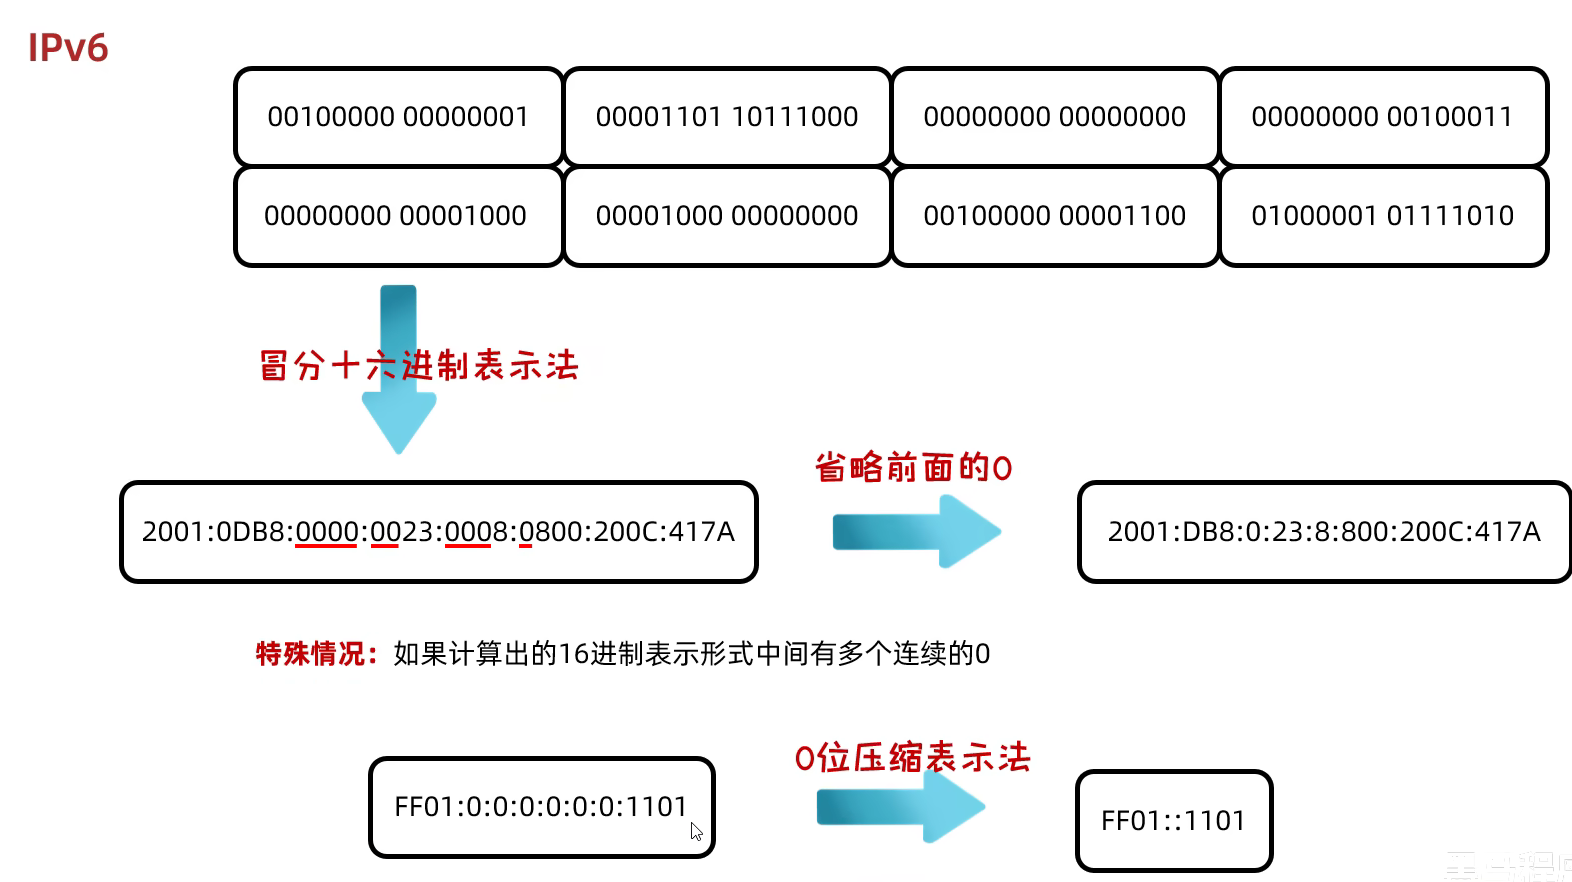 IPv6
00100000 00000001
00001101 10111000
00000000 00000000
00000000 00100011
00000000 00001000
00001000 00000000
00100000 00001100
01000001 01111010
冒分十六进制表示法
省略前面的0
2001:0DB8:0000:0023:0008:0800:200C:417A
2001:DB8:0:23:8:800:200C:417A
特殊情况：如果计算出的16进制表示形式中间有多个连续的0
0位压缩表示法
FF01:0:0:0:0:0:0:1101
FF01::1101